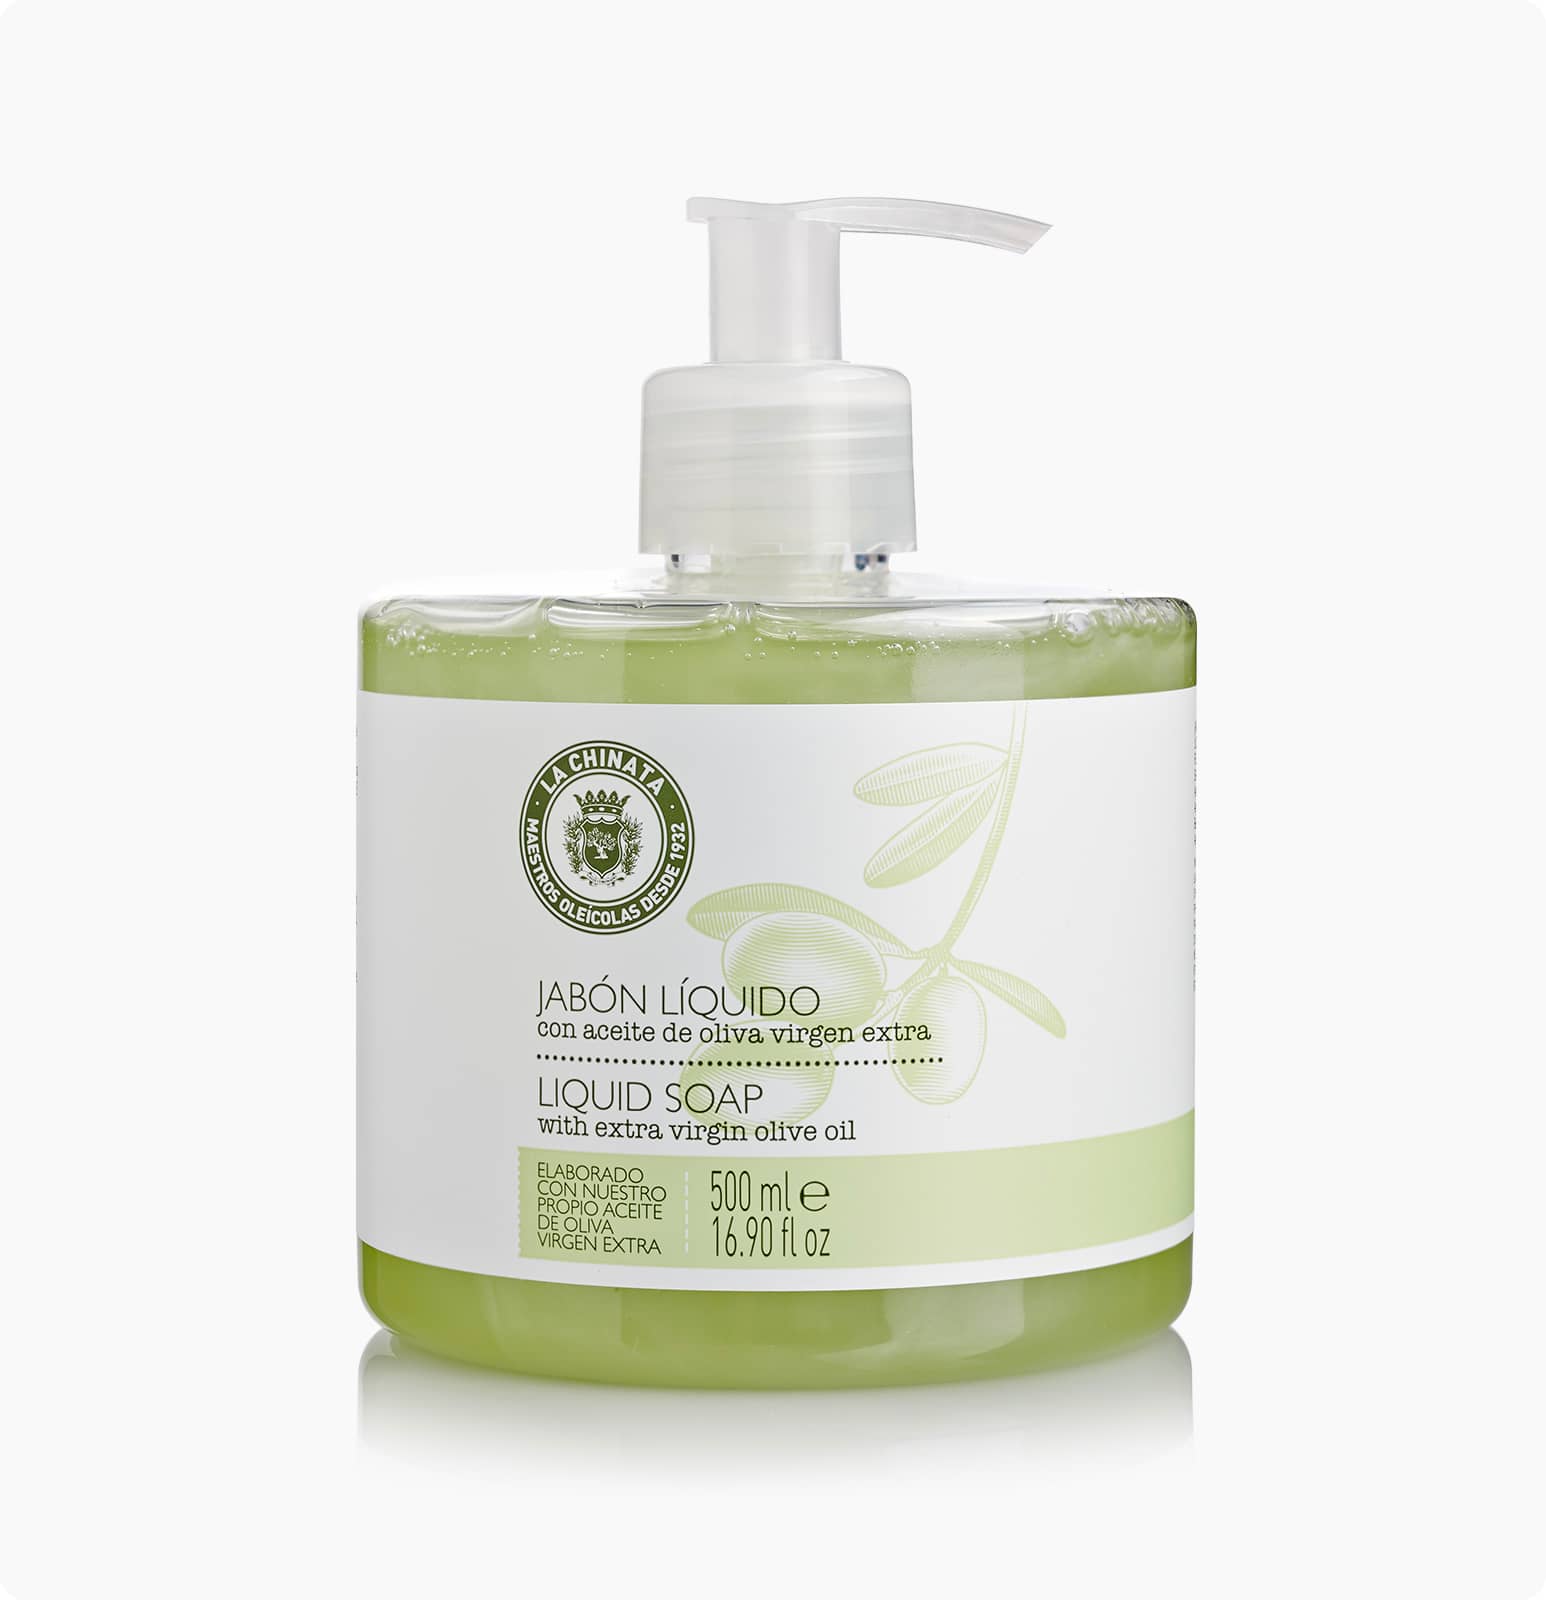 LA CHINATA
MAESTROS OLEÍCOLAS DESDE 1932
JABÓN LÍQUIDO
con aceite de oliva virgen extra
LIQUID SOAP
with extra virgin olive oil
ELABORADO
CON NUESTRO
PROPIO ACEITE
DE OLIVA
VIRGEN EXTRA
500 ml e
16.90 fl oz